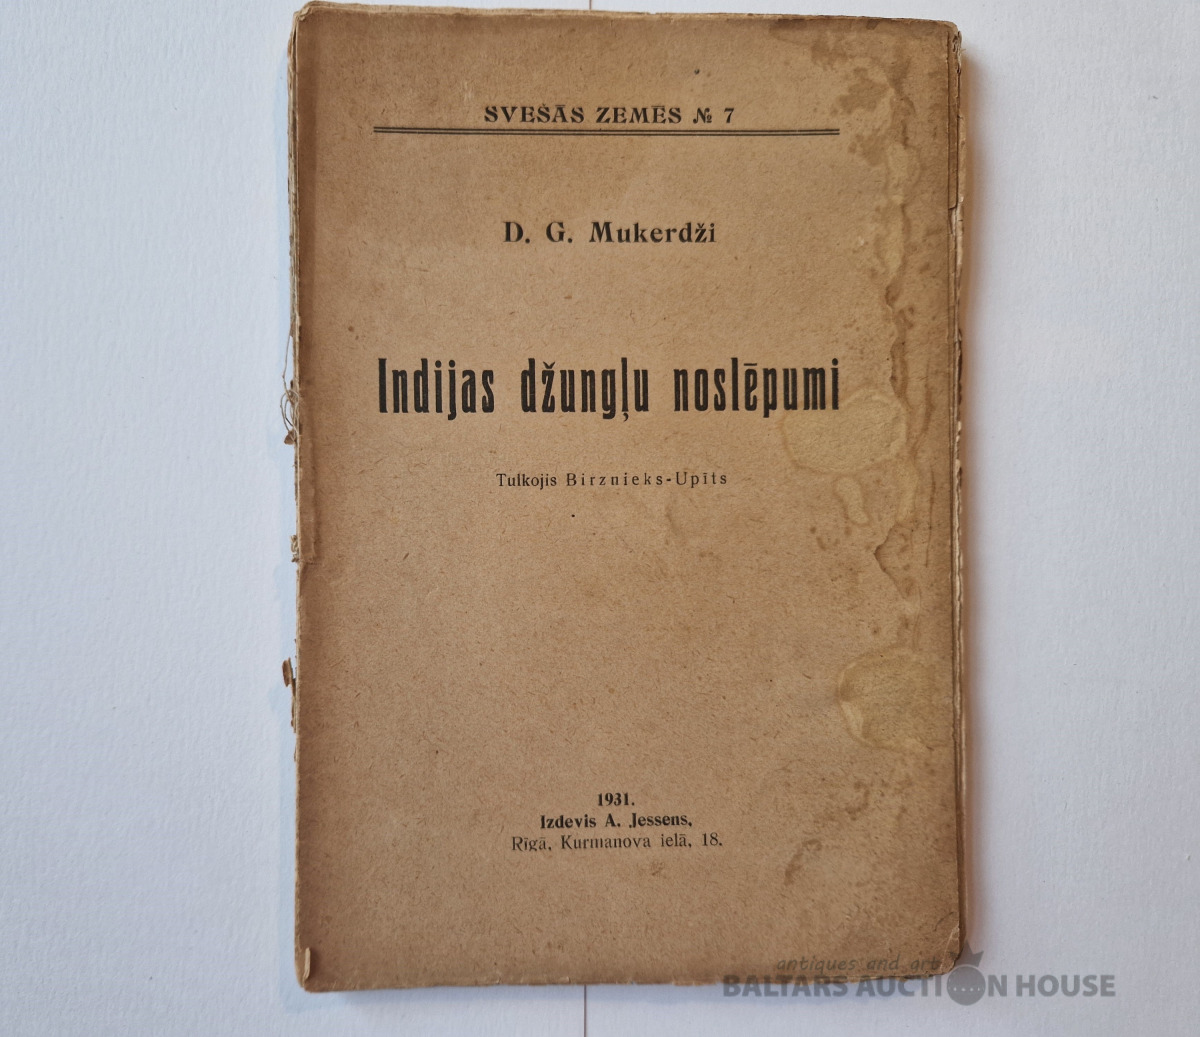 SVEŠĀS ZEMĒS № 7
D. G. Mukerdži
Indijas džungļu noslēpumi
Tulkojis Birznieks-Upīts
1931.
Izdevis A. Jessens,
Rīgā, Kurmanova ielā, 18.
antiques and art
BALTARS AUCTION HOUSE